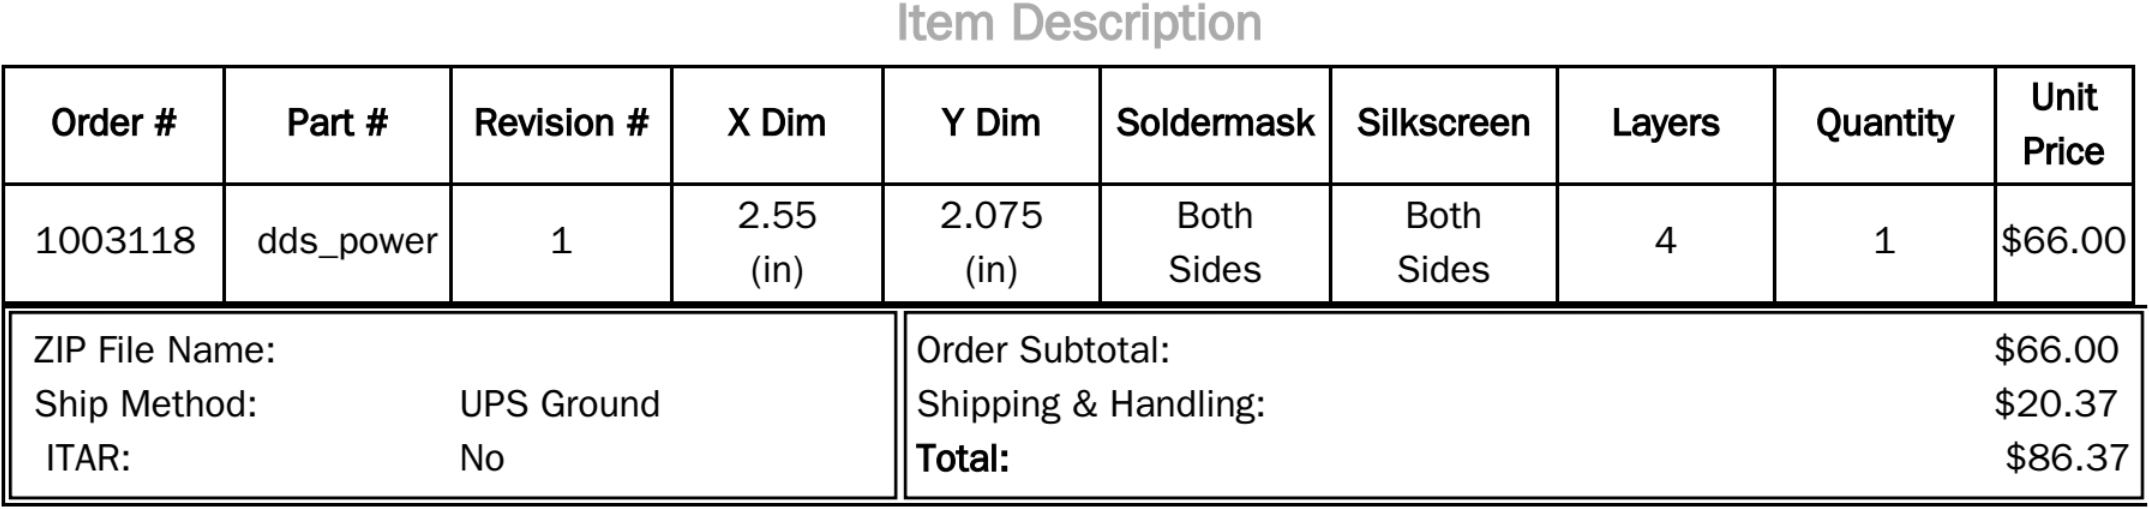 Item Description
Order # Part # Revision # X Dim Y Dim Soldermask Silkscreen Layers Quantity Unit Price
1003118 dds_power 1 2.55 (in) 2.075 (in) Both Sides Both Sides 4 1 $66.00
ZIP File Name:
Ship Method: UPS Ground
ITAR: No
Order Subtotal: $66.00
Shipping & Handling: $20.37
Total: $86.37